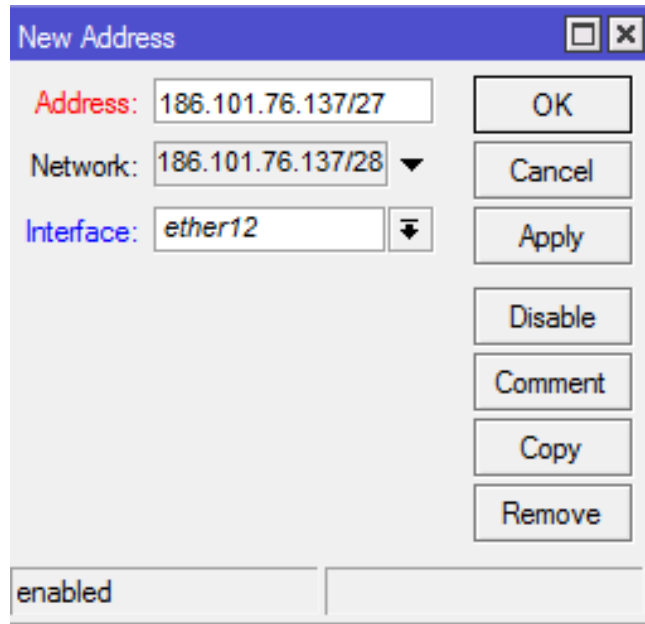 New Address
Address: 186.101.76.137/27
Network: 186.101.76.137/28
Interface: ether12
OK
Cancel
Apply
Disable
Comment
Copy
Remove
enabled